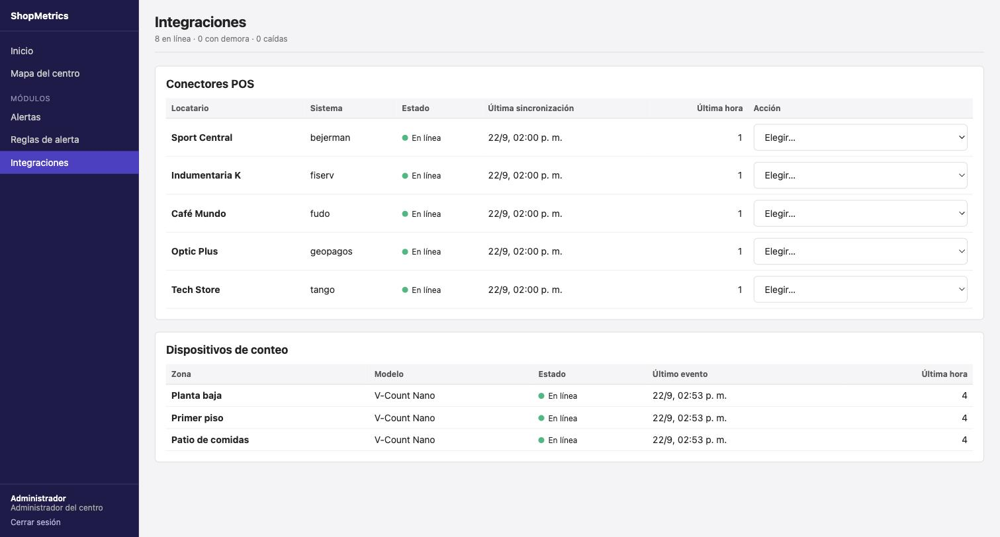 ShopMetrics
Inicio
Mapa del centro
MÓDULOS
Alertas
Reglas de alerta
Integraciones
Administrador
Administrador del centro
Cerrar sesión
Integraciones
8 en línea · 0 con demora · 0 caídas
Conectores POS
Locatario Sistema Estado Última sincronización Última hora Acción
Sport Central bejerman En línea 22/9, 02:00 p. m. 1 Elegir...
Indumentaria K fiserv En línea 22/9, 02:00 p. m. 1 Elegir...
Café Mundo fudo En línea 22/9, 02:00 p. m. 1 Elegir...
Optic Plus geopagos En línea 22/9, 02:00 p. m. 1 Elegir...
Tech Store tango En línea 22/9, 02:00 p. m. 1 Elegir...
Dispositivos de conteo
Zona Modelo Estado Último evento Última hora
Planta baja V-Count Nano En línea 22/9, 02:53 p. m. 4
Primer piso V-Count Nano En línea 22/9, 02:53 p. m. 4
Patio de comidas V-Count Nano En línea 22/9, 02:53 p. m. 4